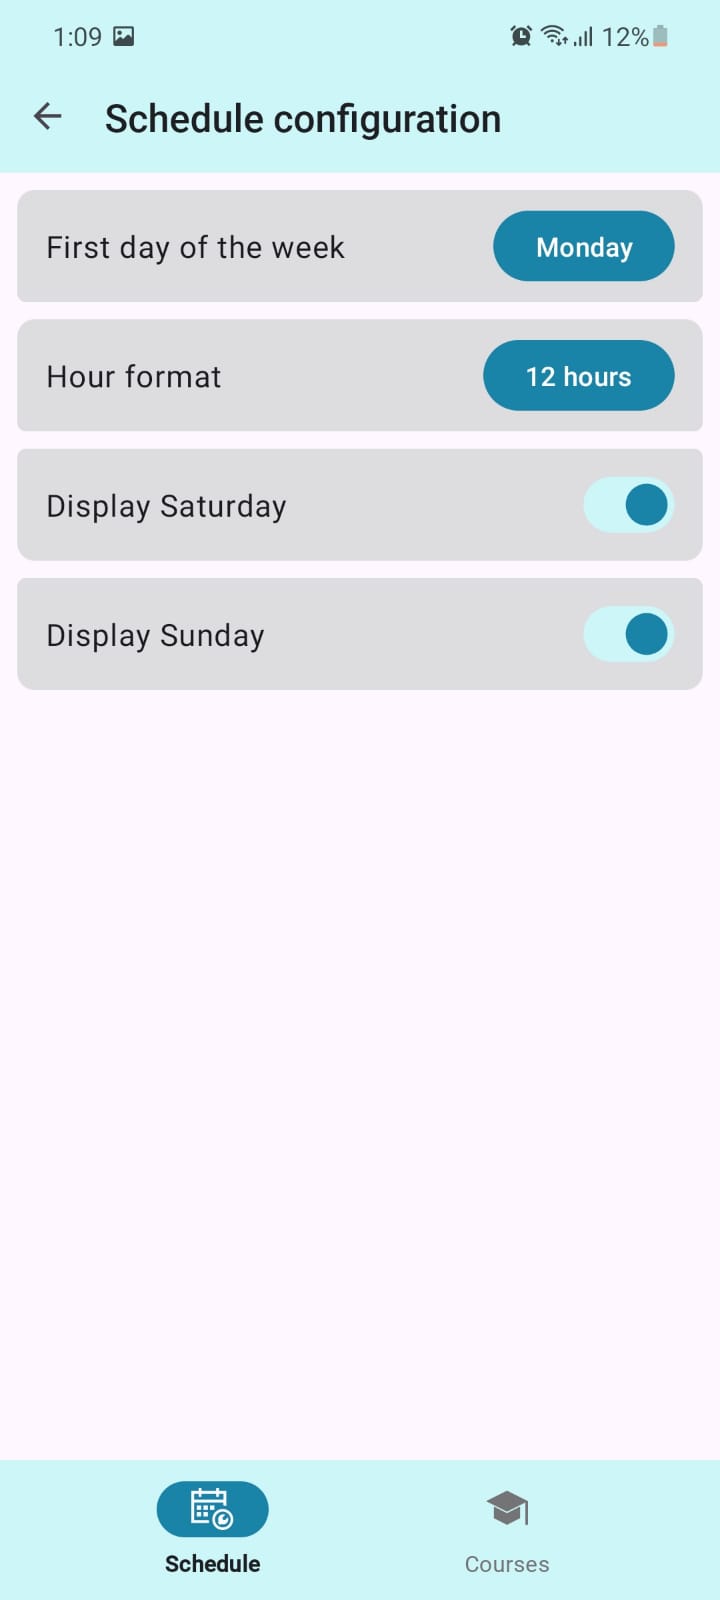 1:09 12%
Schedule configuration
First day of the week Monday
Hour format 12 hours
Display Saturday
Display Sunday
Schedule Courses